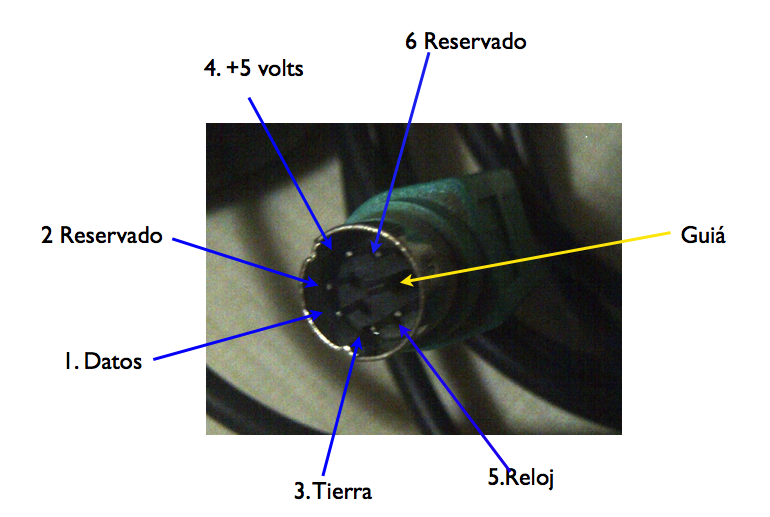 6 Reservado
4. +5 volts
2 Reservado
Guiá
1. Datos
5.Reloj
3. Tierra